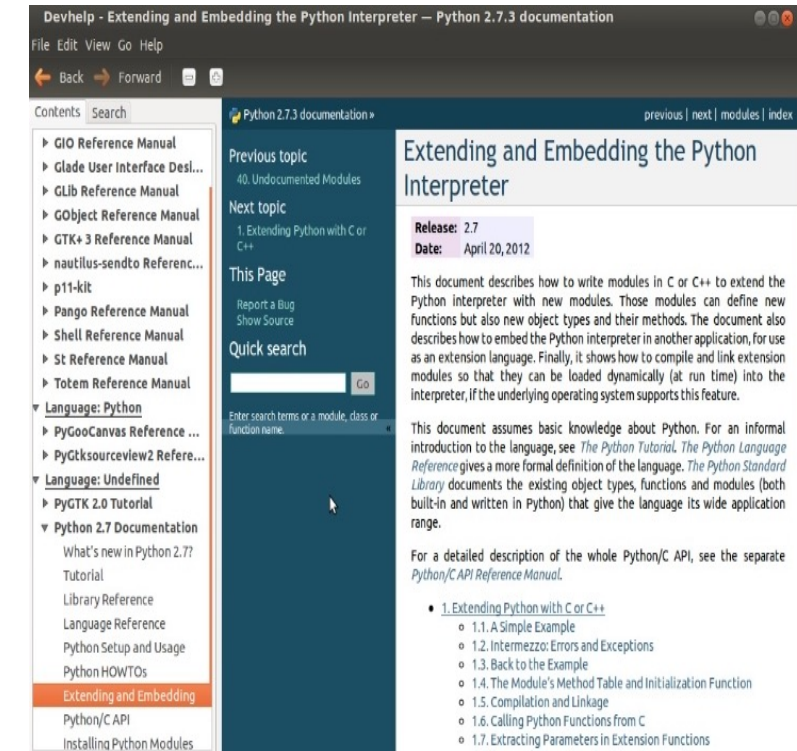 Devhelp - Extending and Embedding the Python Interpreter — Python 2.7.3 documentation
File Edit View Go Help
Back Forward
Contents Search
GIO Reference Manual
Glade User Interface Desi...
GLib Reference Manual
GObject Reference Manual
GTK+ 3 Reference Manual
nautilus-sendto Referenc...
p11-kit
Pango Reference Manual
Shell Reference Manual
St Reference Manual
Totem Reference Manual
Language: Python
PyGooCanvas Reference ...
PyGtksourceview2 Refere...
Language: Undefined
PyGTK 2.0 Tutorial
Python 2.7 Documentation
What's new in Python 2.7?
Tutorial
Library Reference
Language Reference
Python Setup and Usage
Python HOWTOs
Extending and Embedding
Python/C API
Installing Python Modules
Python 2.7.3 documentation »
previous | next | modules | index
Previous topic
40. Undocumented Modules
Next topic
1. Extending Python with C or
C++
This Page
Report a Bug
Show Source
Quick search
Go
Enter search terms or a module, class or
function name.
«
Extending and Embedding the Python
Interpreter
Release: 2.7
Date: April 20, 2012
This document describes how to write modules in C or C++ to extend the
Python interpreter with new modules. Those modules can define new
functions but also new object types and their methods. The document also
describes how to embed the Python interpreter in another application, for use
as an extension language. Finally, it shows how to compile and link extension
modules so that they can be loaded dynamically (at run time) into the
interpreter, if the underlying operating system supports this feature.
This document assumes basic knowledge about Python. For an informal
introduction to the language, see The Python Tutorial. The Python Language
Reference gives a more formal definition of the language. The Python Standard
Library documents the existing object types, functions and modules (both
built-in and written in Python) that give the language its wide application
range.
For a detailed description of the whole Python/C API, see the separate
Python/C API Reference Manual.
1. Extending Python with C or C++
1.1. A Simple Example
1.2. Intermezzo: Errors and Exceptions
1.3. Back to the Example
1.4. The Module's Method Table and Initialization Function
1.5. Compilation and Linkage
1.6. Calling Python Functions from C
1.7. Extracting Parameters in Extension Functions